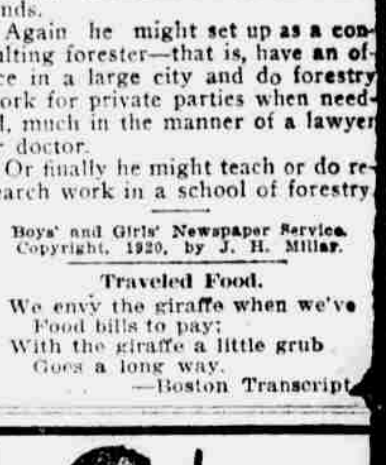 nds.
Again he might set up as a con-
ulting forester—that is, have an of-
ce in a large city and do forestry
ork for private parties when need-
d, much in the manner of a lawyer
r doctor.
Or finally he might teach or do re-
earch work in a school of forestry
Boys' and Girls' Newspaper Service.
Copyright, 1920, by J. H. Millar.
Traveled Food.
We envy the giraffe when we've
Food bills to pay;
With the giraffe a little grub
Goes a long way.
—Boston Transcript